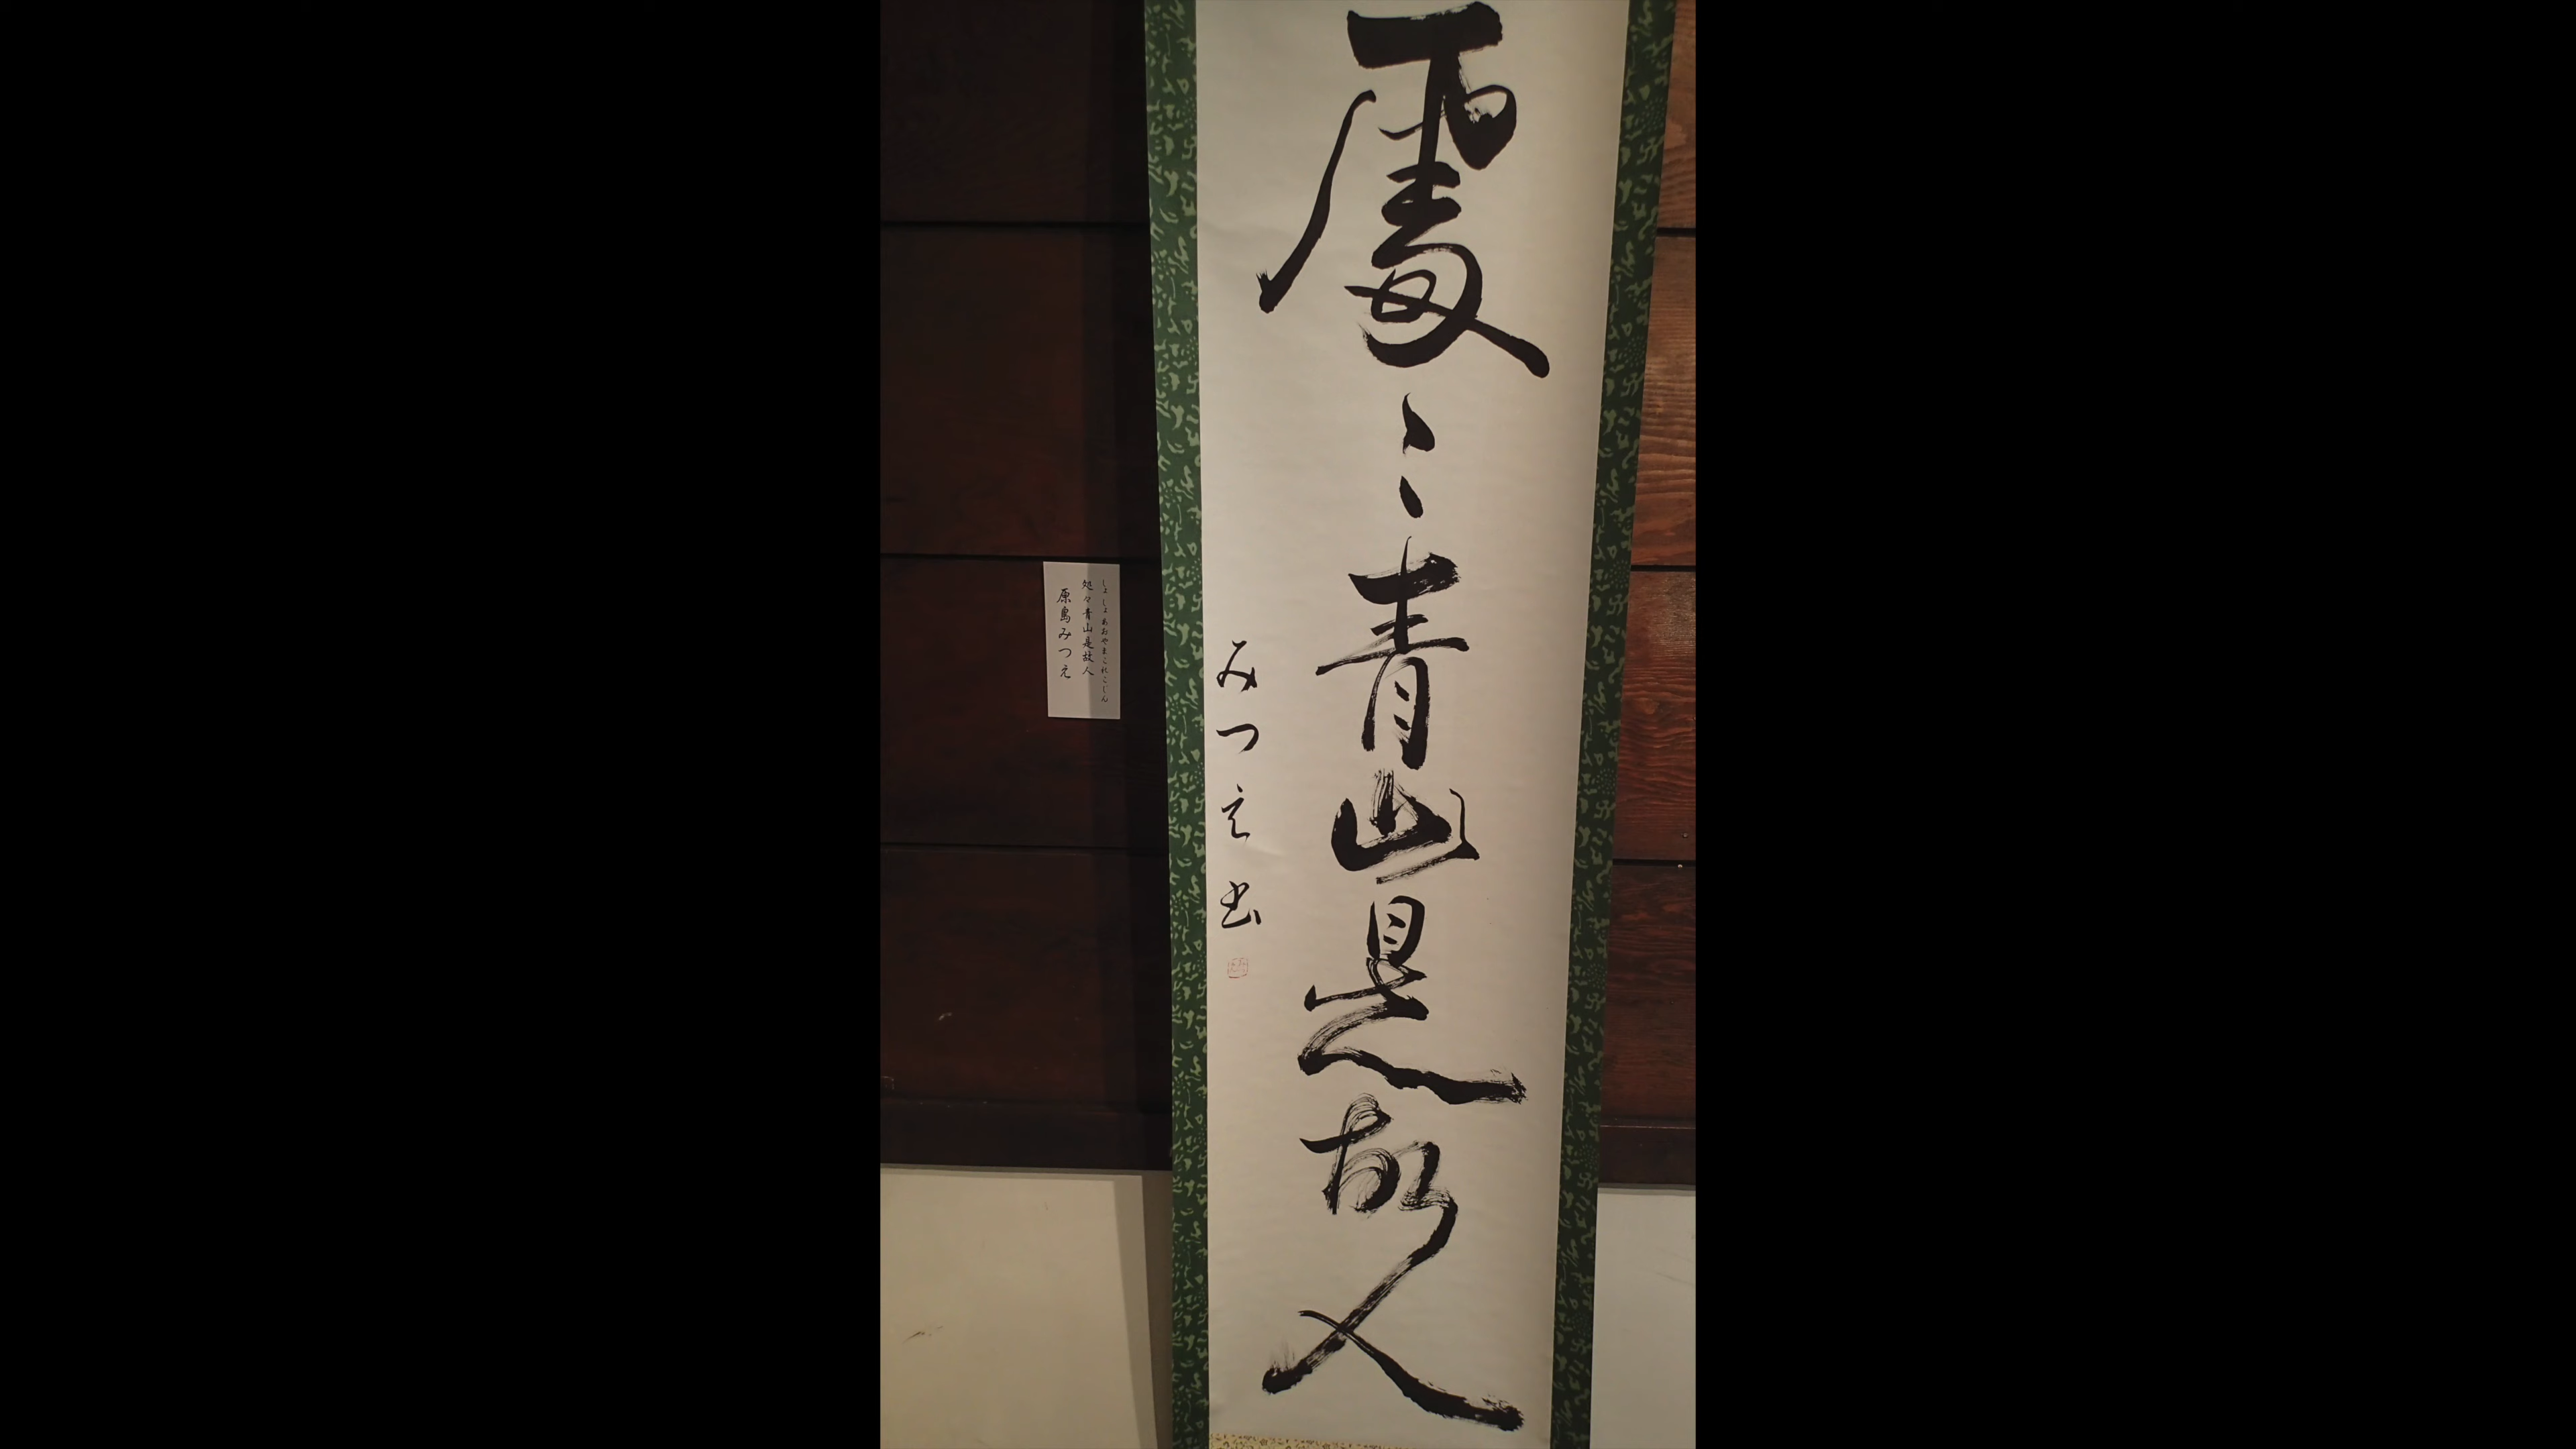 處々青山是故人
みつえ書
しょしょあおやまこれこじん
処々青山是故人
原島みつえ